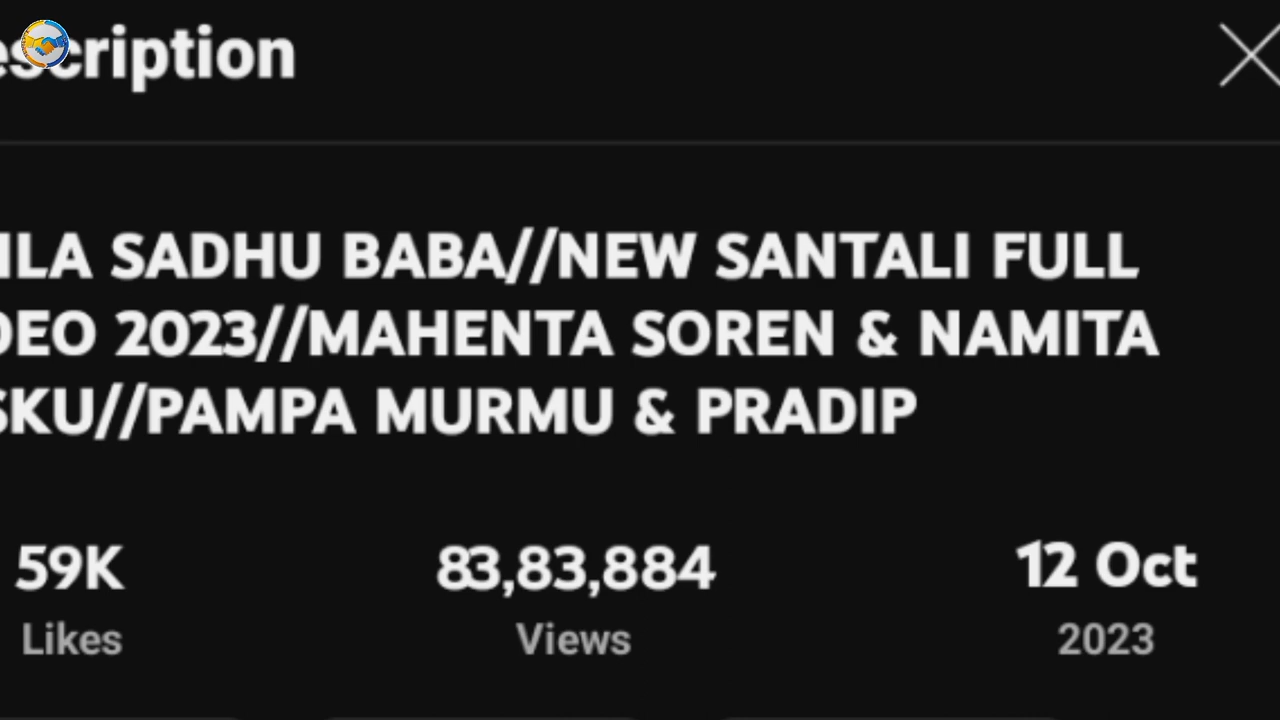 escription
ILA SADHU BABA//NEW SANTALI FULL
DEO 2023//MAHENTA SOREN & NAMITA
SKU//PAMPA MURMU & PRADIP
59K
83,83,884
12 Oct
Likes
Views
2023